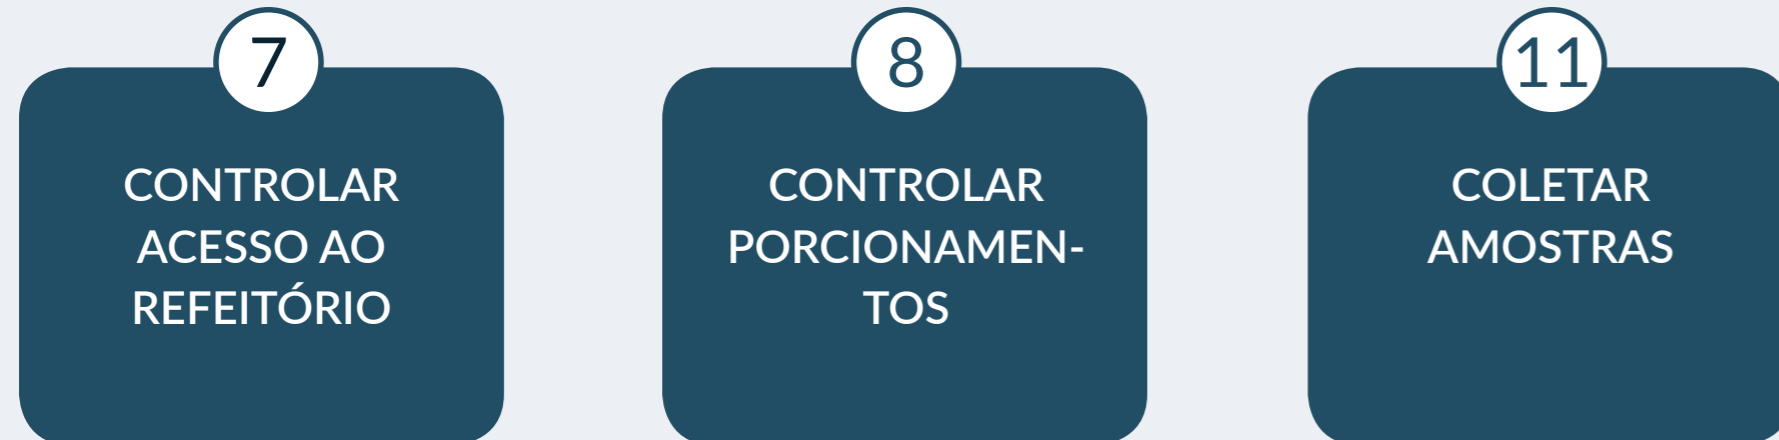 7
CONTROLAR
ACESSO AO
REFEITÓRIO
8
CONTROLAR
PORCIONAMEN-
TOS
11
COLETAR
AMOSTRAS